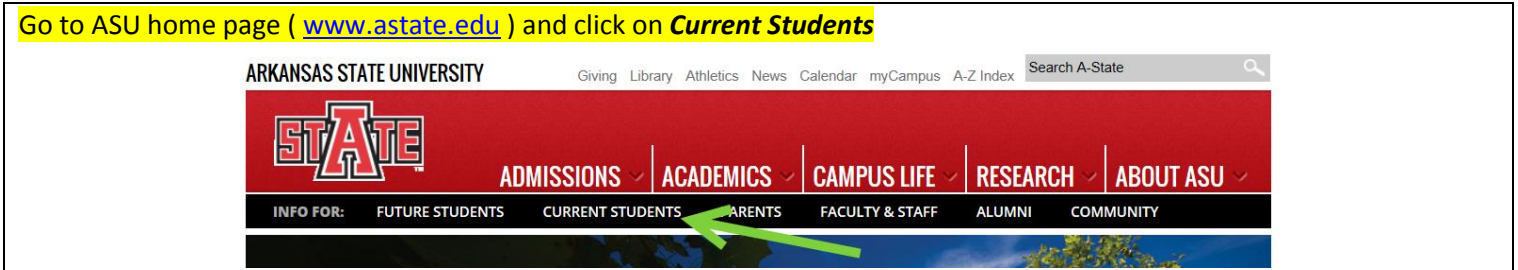 Go to ASU home page ( www.astate.edu ) and click on Current Students
ARKANSAS STATE UNIVERSITY Giving Library Athletics News Calendar myCampus A-Z Index Search A-State
STATE
ADMISSIONS ACADEMICS CAMPUS LIFE RESEARCH ABOUT ASU
INFO FOR: FUTURE STUDENTS CURRENT STUDENTS PARENTS FACULTY & STAFF ALUMNI COMMUNITY